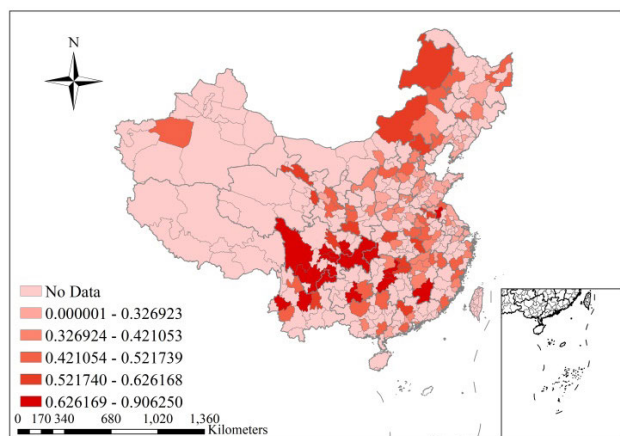 N
No Data
0.000001 - 0.326923
0.326924 - 0.421053
0.421054 - 0.521739
0.521740 - 0.626168
0.626169 - 0.906250
0 170 340 680 1,020 1,360
Kilometers